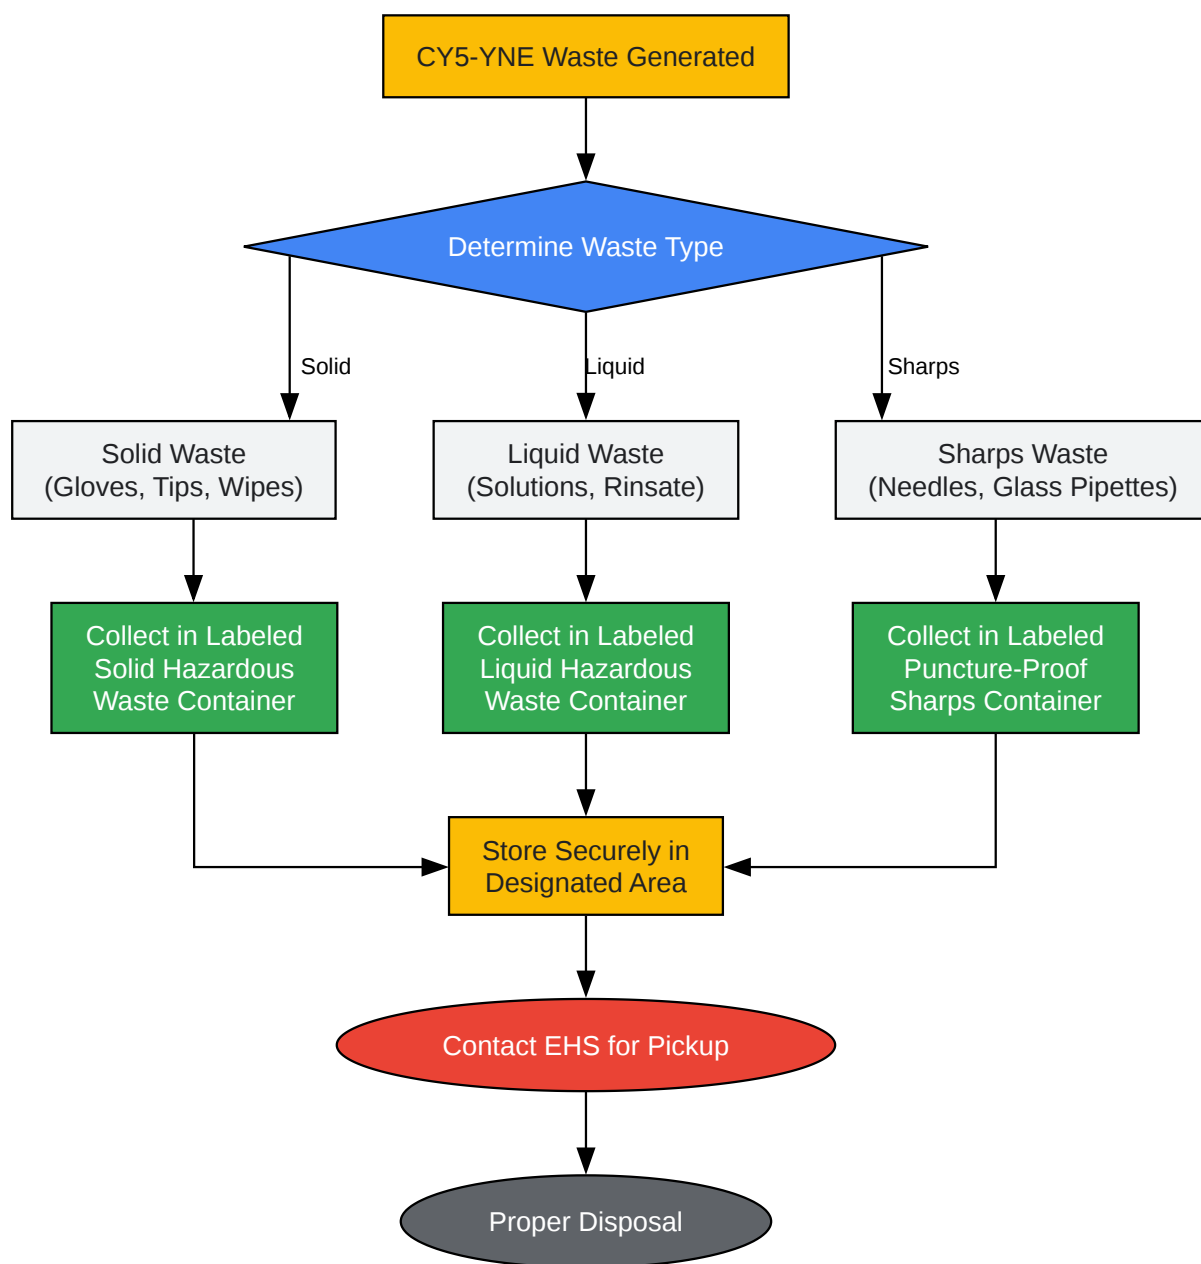 CY5-YNE Waste Generated
Determine Waste Type
Solid
Liquid
Sharps
Solid Waste
(Gloves, Tips, Wipes)
Liquid Waste
(Solutions, Rinsate)
Sharps Waste
(Needles, Glass Pipettes)
Collect in Labeled
Solid Hazardous
Waste Container
Collect in Labeled
Liquid Hazardous
Waste Container
Collect in Labeled
Puncture-Proof
Sharps Container
Store Securely in
Designated Area
Contact EHS for Pickup
Proper Disposal